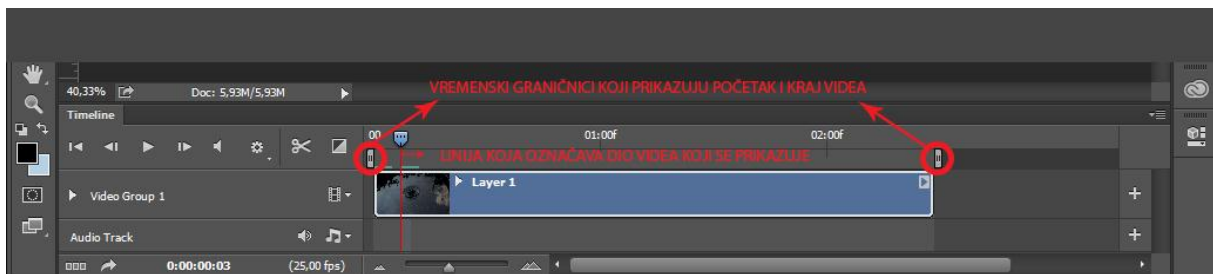 40,33% Doc: 5,93M/5,93M
VREMENSKI GRANIČNICI KOJI PRIKAZUJU POČETAK I KRAJ VIDEA
Timeline
00 01:00f 02:00f
LINIJA KOJA OZNAČAVA DIO VIDEA KOJI SE PRIKAZUJE
Video Group 1 Layer 1
Audio Track
0:00:00:03 (25,00 fps)